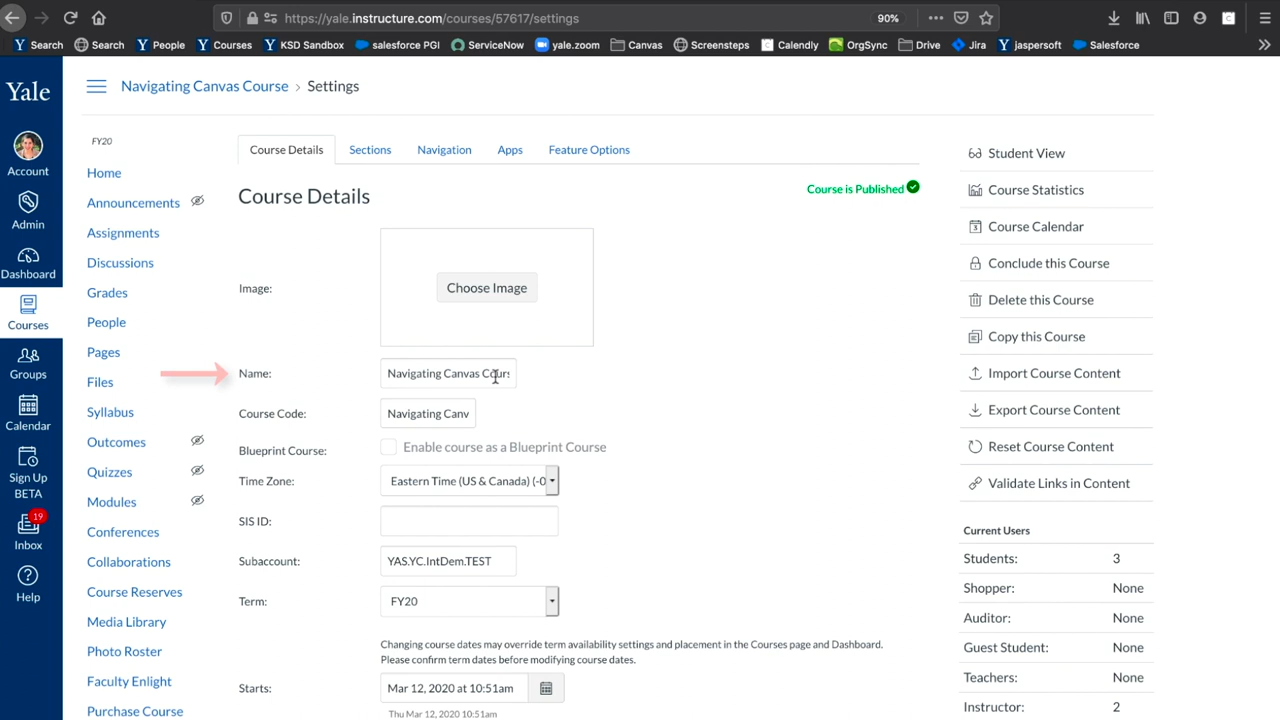 https://yale.instructure.com/courses/57617/settings
90%
Search
Search
People
Courses
KSD Sandbox
salesforce PGI
ServiceNow
yale.zoom
Canvas
Screensteps
Calendly
OrgSync
Drive
Jira
jaspersoft
Salesforce
Yale
Account
Admin
Dashboard
Courses
Groups
Calendar
Sign Up
BETA
19
Inbox
Help
Navigating Canvas Course › Settings
FY20
Home
Announcements
Assignments
Discussions
Grades
People
Pages
Files
Syllabus
Outcomes
Quizzes
Modules
Conferences
Collaborations
Course Reserves
Media Library
Photo Roster
Faculty Enlight
Purchase Course
Course Details
Sections
Navigation
Apps
Feature Options
Course Details
Course is Published
Image:
Choose Image
Name:
Navigating Canvas Cours
Course Code:
Navigating Canv
Blueprint Course:
Enable course as a Blueprint Course
Time Zone:
Eastern Time (US & Canada) (-0
SIS ID:
Subaccount:
YAS.YC.IntDem.TEST
Term:
FY20
Changing course dates may override term availability settings and placement in the Courses page and Dashboard.
Please confirm term dates before modifying course dates.
Starts:
Mar 12, 2020 at 10:51am
Thu Mar 12, 2020 10:51am
Student View
Course Statistics
Course Calendar
Conclude this Course
Delete this Course
Copy this Course
Import Course Content
Export Course Content
Reset Course Content
Validate Links in Content
Current Users
Students: 3
Shopper: None
Auditor: None
Guest Student: None
Teachers: None
Instructor: 2